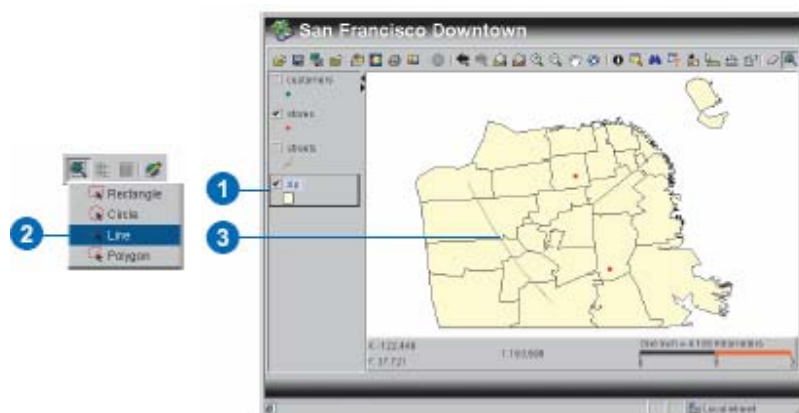 San Francisco Downtown
customers
stores
streets
zip
1
Rectangle
Circle
Line
Polygon
2
3
X: -122.448
Y: 37.721
Local intranet